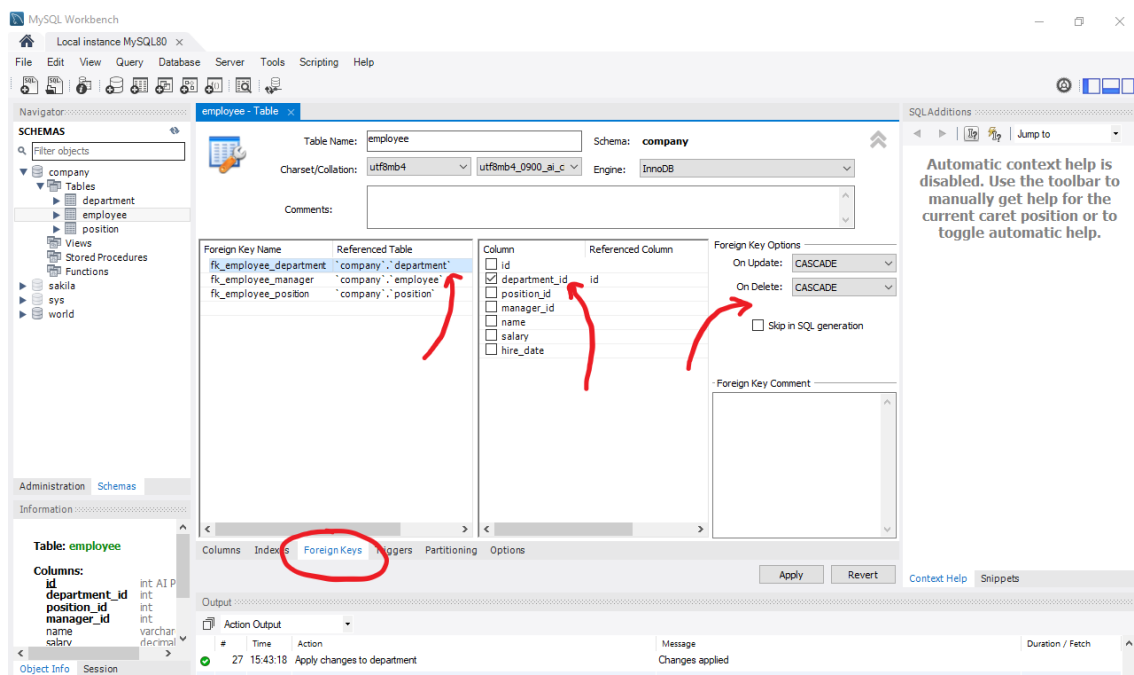 MySQL Workbench
Local instance MySQL80 ×
File Edit View Query Database Server Tools Scripting Help
Navigator
SCHEMAS
Filter objects
company
Tables
department
employee
position
Views
Stored Procedures
Functions
sakila
sys
world
Administration Schemas
Information
Table: employee
Columns:
id int AI P
department_id int
position_id int
manager_id int
name varchar
salary decimal
Object Info Session
employee - Table ×
Table Name: employee Schema: company
Charset/Collation: utf8mb4 utf8mb4_0900_ai_c Engine: InnoDB
Comments:
Foreign Key Name Referenced Table
fk_employee_department `company`.`department`
fk_employee_manager `company`.`employee`
fk_employee_position `company`.`position`
Column Referenced Column
id
department_id id
position_id
manager_id
name
salary
hire_date
Foreign Key Options
On Update: CASCADE
On Delete: CASCADE
Skip in SQL generation
Foreign Key Comment
Columns Indexes Foreign Keys Triggers Partitioning Options
Apply Revert
Output
Action Output
# Time Action Message Duration / Fetch
27 15:43:18 Apply changes to department Changes applied
SQLAdditions
Jump to
Automatic context help is
disabled. Use the toolbar to
manually get help for the
current caret position or to
toggle automatic help.
Context Help Snippets